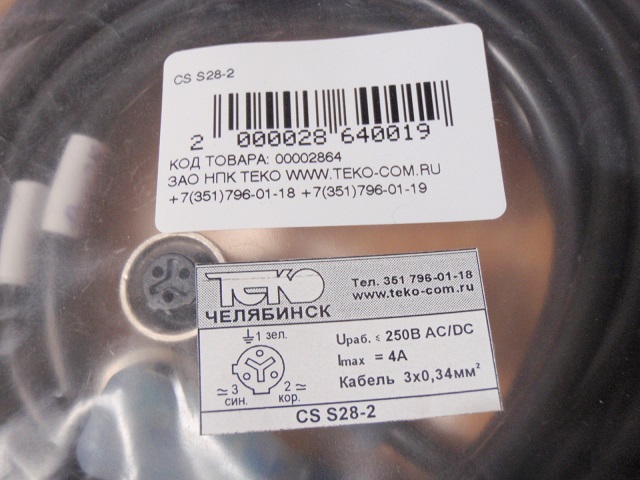 CS S28-2
2 000028 640019
КОД ТОВАРА: 00002864
ЗАО НПК ТЕКО WWW.TEKO-COM.RU
+7(351)796-01-18 +7(351)796-01-19
ТЕКО
ЧЕЛЯБИНСК
Тел. 351 796-01-18
www.teko-com.ru
⏚1 зел.
≃3 2≃
син. кор.
Uраб. ≤ 250В AC/DC
Imax = 4А
Кабель 3х0,34мм²
CS S28-2